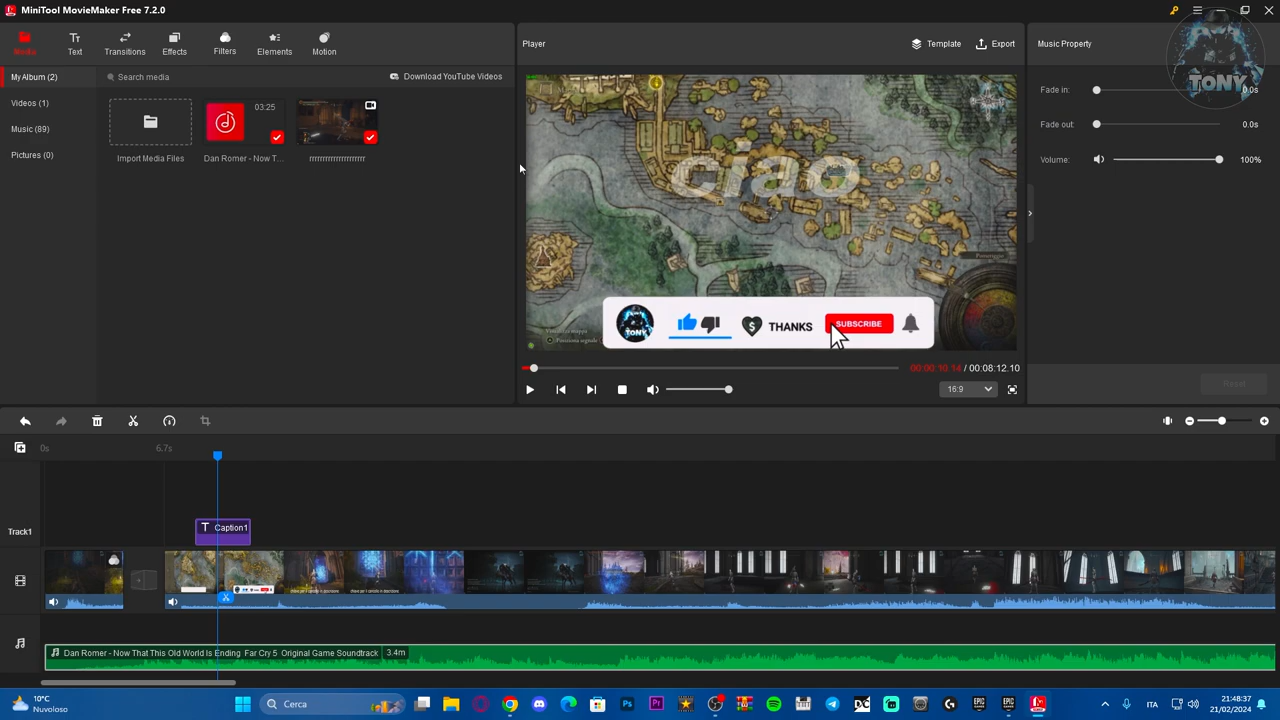 MiniTool MovieMaker Free 7.2.0
Media
Text
Transitions
Effects
Filters
Elements
Motion
Player
Template
Export
Music Property
TONY
My Album (2)
Search media
Download YouTube Videos
Videos (1)
Music (89)
Pictures (0)
03:25
Import Media Files
Dan Romer - Now T...
rrrrrrrrrrrrrrrrrrrr
Fade in:
0.0s
Fade out:
0.0s
Volume:
100%
ciao
TONY
THANKS
SUBSCRIBE
00:00:10.14 / 00:08:12.10
16:9
Reset
0s
6.7s
Track1
Caption1
Dan Romer - Now That This Old World Is Ending Far Cry 5 Original Game Soundtrack
3.4m
10°C
Nuvoloso
Cerca
ITA
21:48:37
21/02/2024